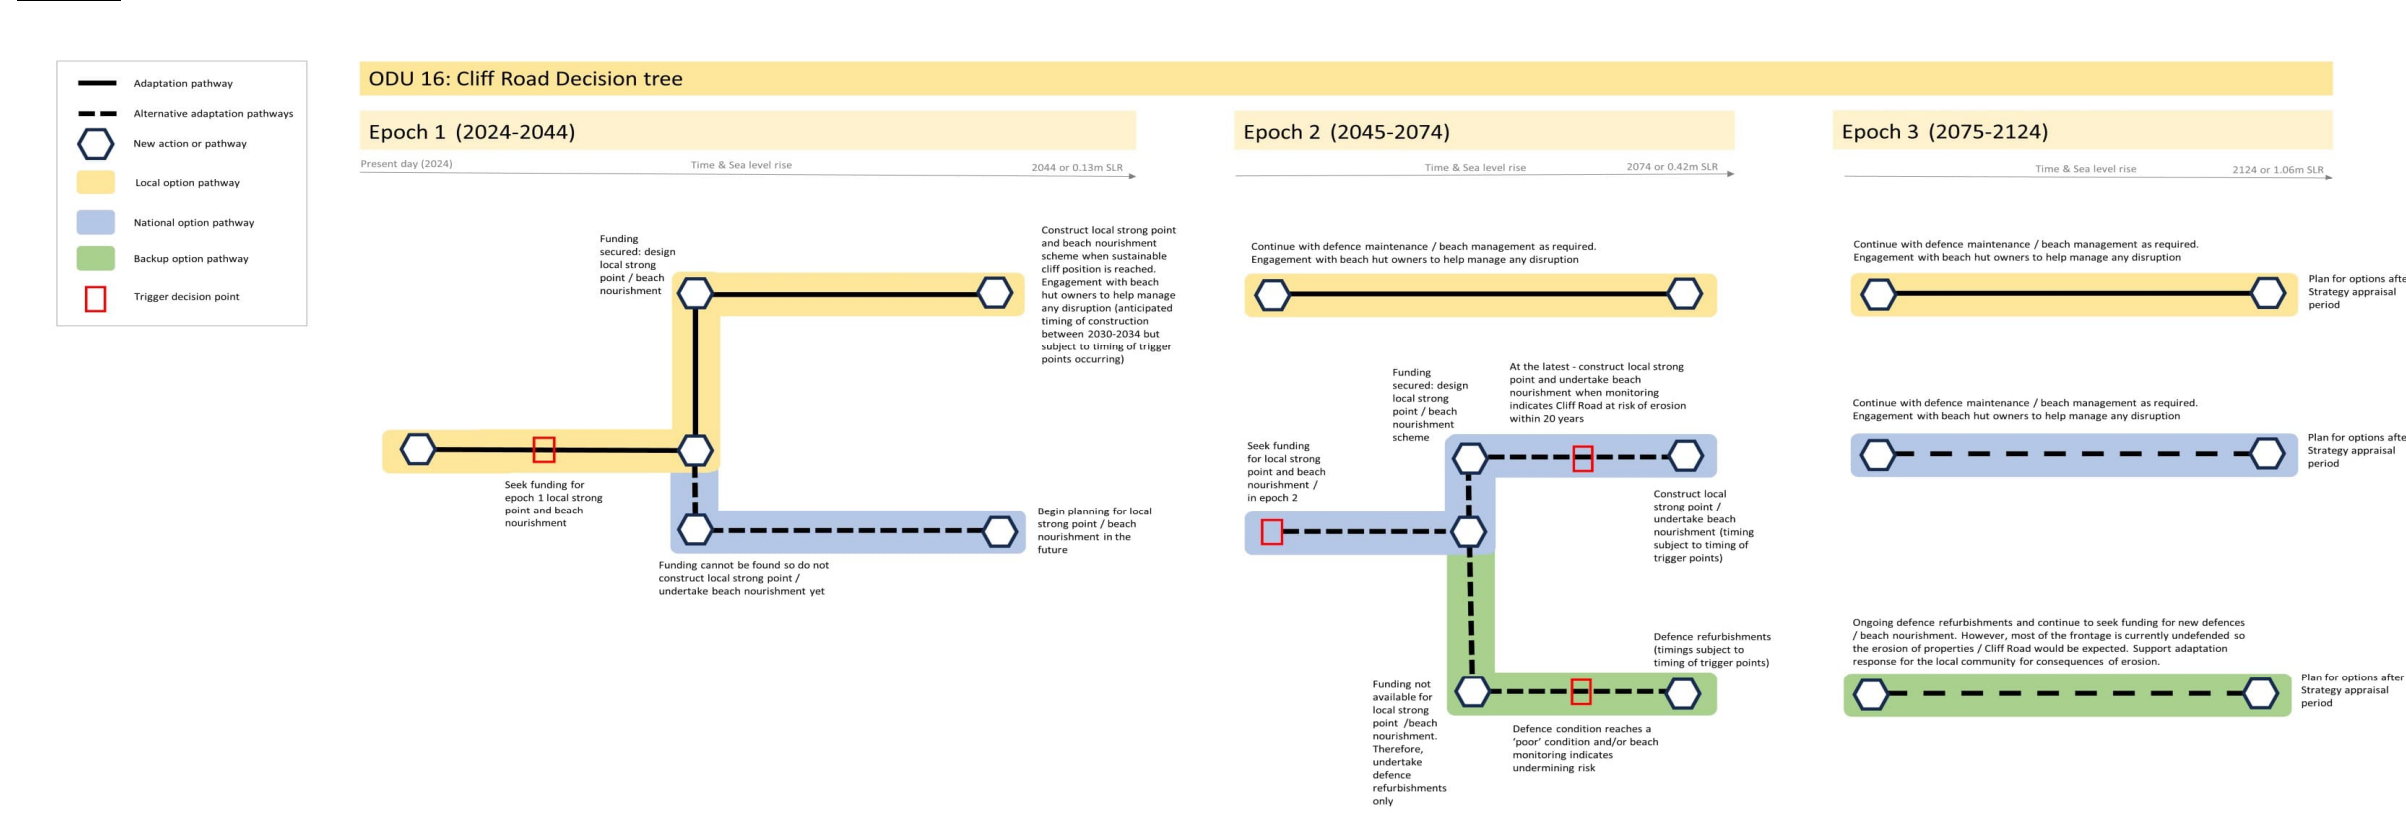 Adaptation pathway
Alternative adaptation pathways
New action or pathway
Local option pathway
National option pathway
Backup option pathway
Trigger decision point
ODU 16: Cliff Road Decision tree
Epoch 1 (2024-2044)
Present day (2024)
Time & Sea level rise
2044 or 0.13m SLR
Funding
secured: design
local strong
point / beach
nourishment
Construct local strong point
and beach nourishment
scheme when sustainable
cliff position is reached.
Engagement with beach
hut owners to help manage
any disruption (anticipated
timing of construction
between 2030-2034 but
subject to timing of trigger
points occurring)
Seek funding for
epoch 1 local strong
point and beach
nourishment
Begin planning for local
strong point / beach
nourishment in the
future
Funding cannot be found so do not
construct local strong point /
undertake beach nourishment yet
Epoch 2 (2045-2074)
Time & Sea level rise
2074 or 0.42m SLR
Continue with defence maintenance / beach management as required.
Engagement with beach hut owners to help manage any disruption
Seek funding
for local strong
point and beach
nourishment /
in epoch 2
Funding
secured: design
local strong
point / beach
nourishment
scheme
At the latest - construct local strong
point and undertake beach
nourishment when monitoring
indicates Cliff Road at risk of erosion
within 20 years
Construct local
strong point /
undertake beach
nourishment (timing
subject to timing of
trigger points)
Funding not
available for
local strong
point /beach
nourishment.
Therefore,
undertake
defence
refurbishments
only
Defence refurbishments
(timings subject to
timing of trigger points)
Defence condition reaches a
'poor' condition and/or beach
monitoring indicates
undermining risk
Epoch 3 (2075-2124)
Time & Sea level rise
2124 or 1.06m SLR
Continue with defence maintenance / beach management as required.
Engagement with beach hut owners to help manage any disruption
Plan for options afte
Strategy appraisal
period
Continue with defence maintenance / beach management as required.
Engagement with beach hut owners to help manage any disruption
Plan for options afte
Strategy appraisal
period
Ongoing defence refurbishments and continue to seek funding for new defences
/ beach nourishment. However, most of the frontage is currently undefended so
the erosion of properties / Cliff Road would be expected. Support adaptation
response for the local community for consequences of erosion.
Plan for options after
Strategy appraisal
period